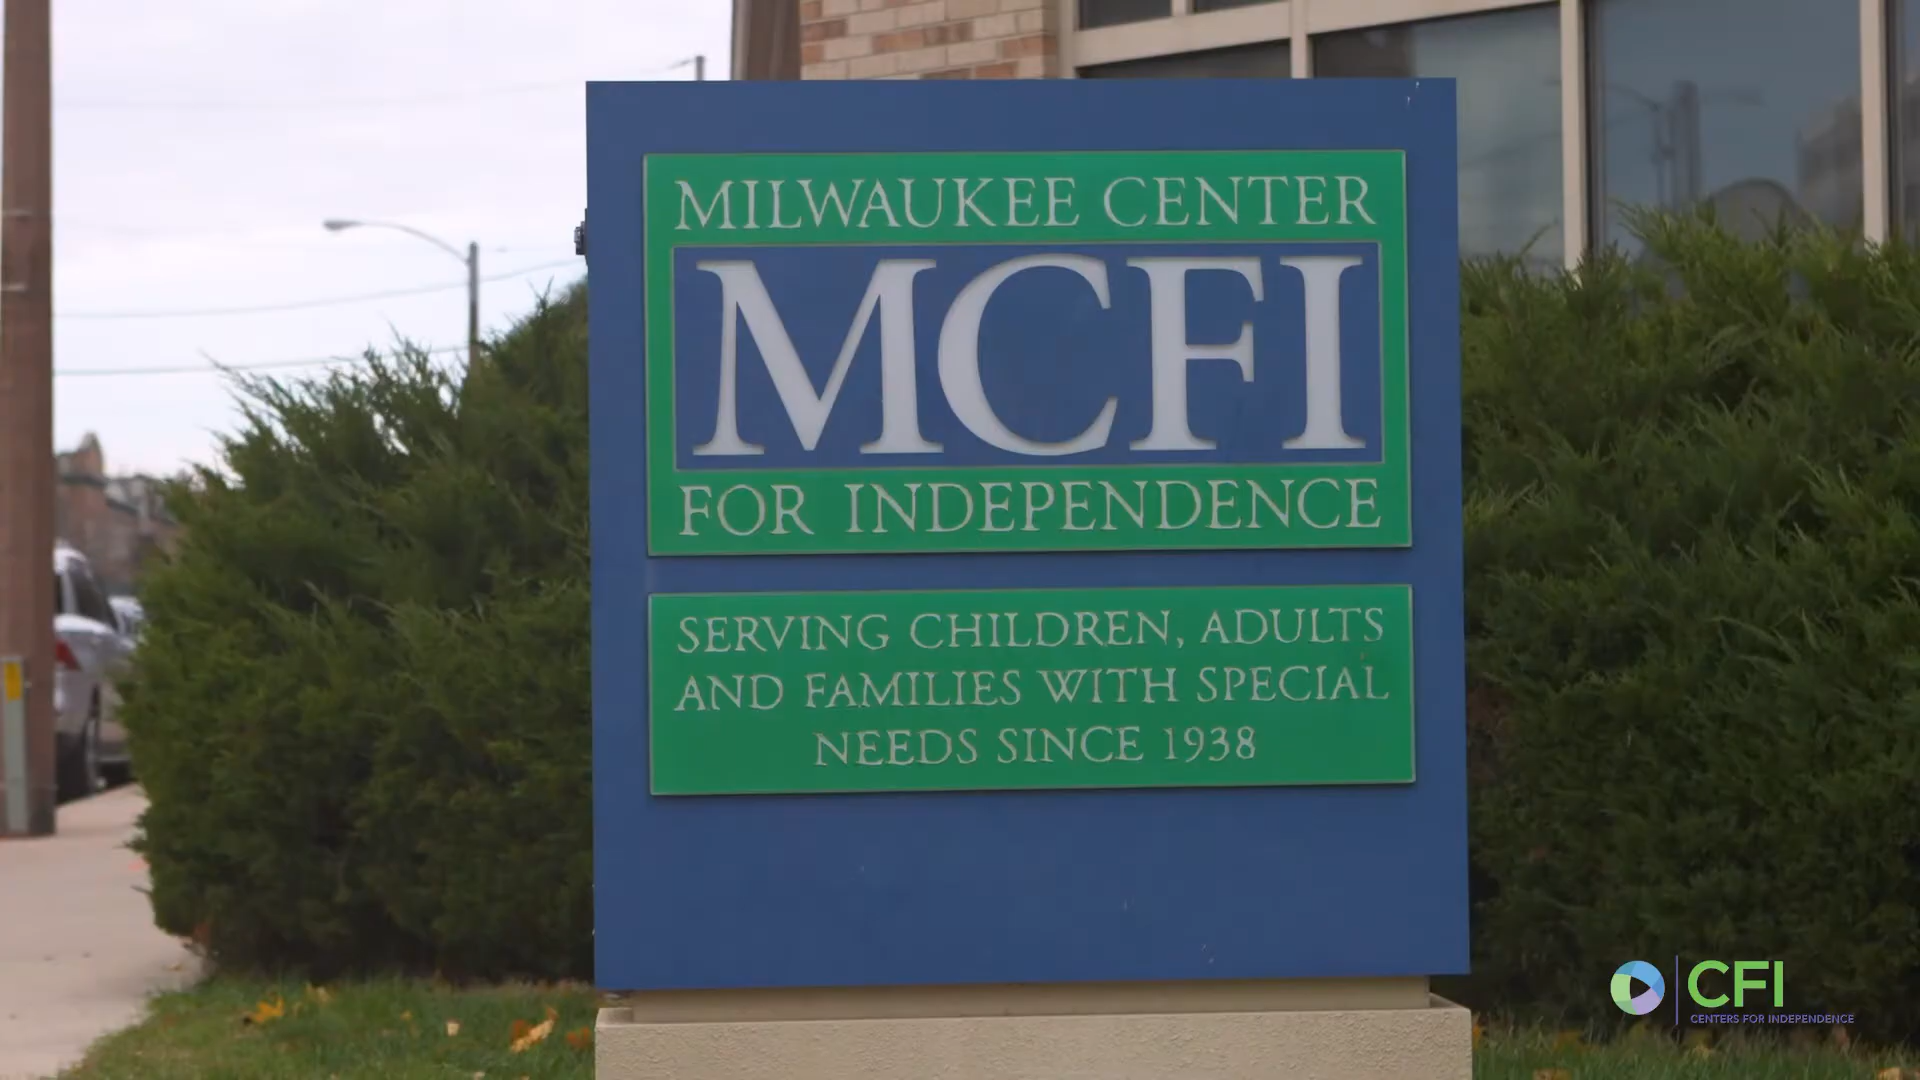 MILWAUKEE CENTER
MCFI
FOR INDEPENDENCE
SERVING CHILDREN, ADULTS
AND FAMILIES WITH SPECIAL
NEEDS SINCE 1938
CFI
CENTERS FOR INDEPENDENCE